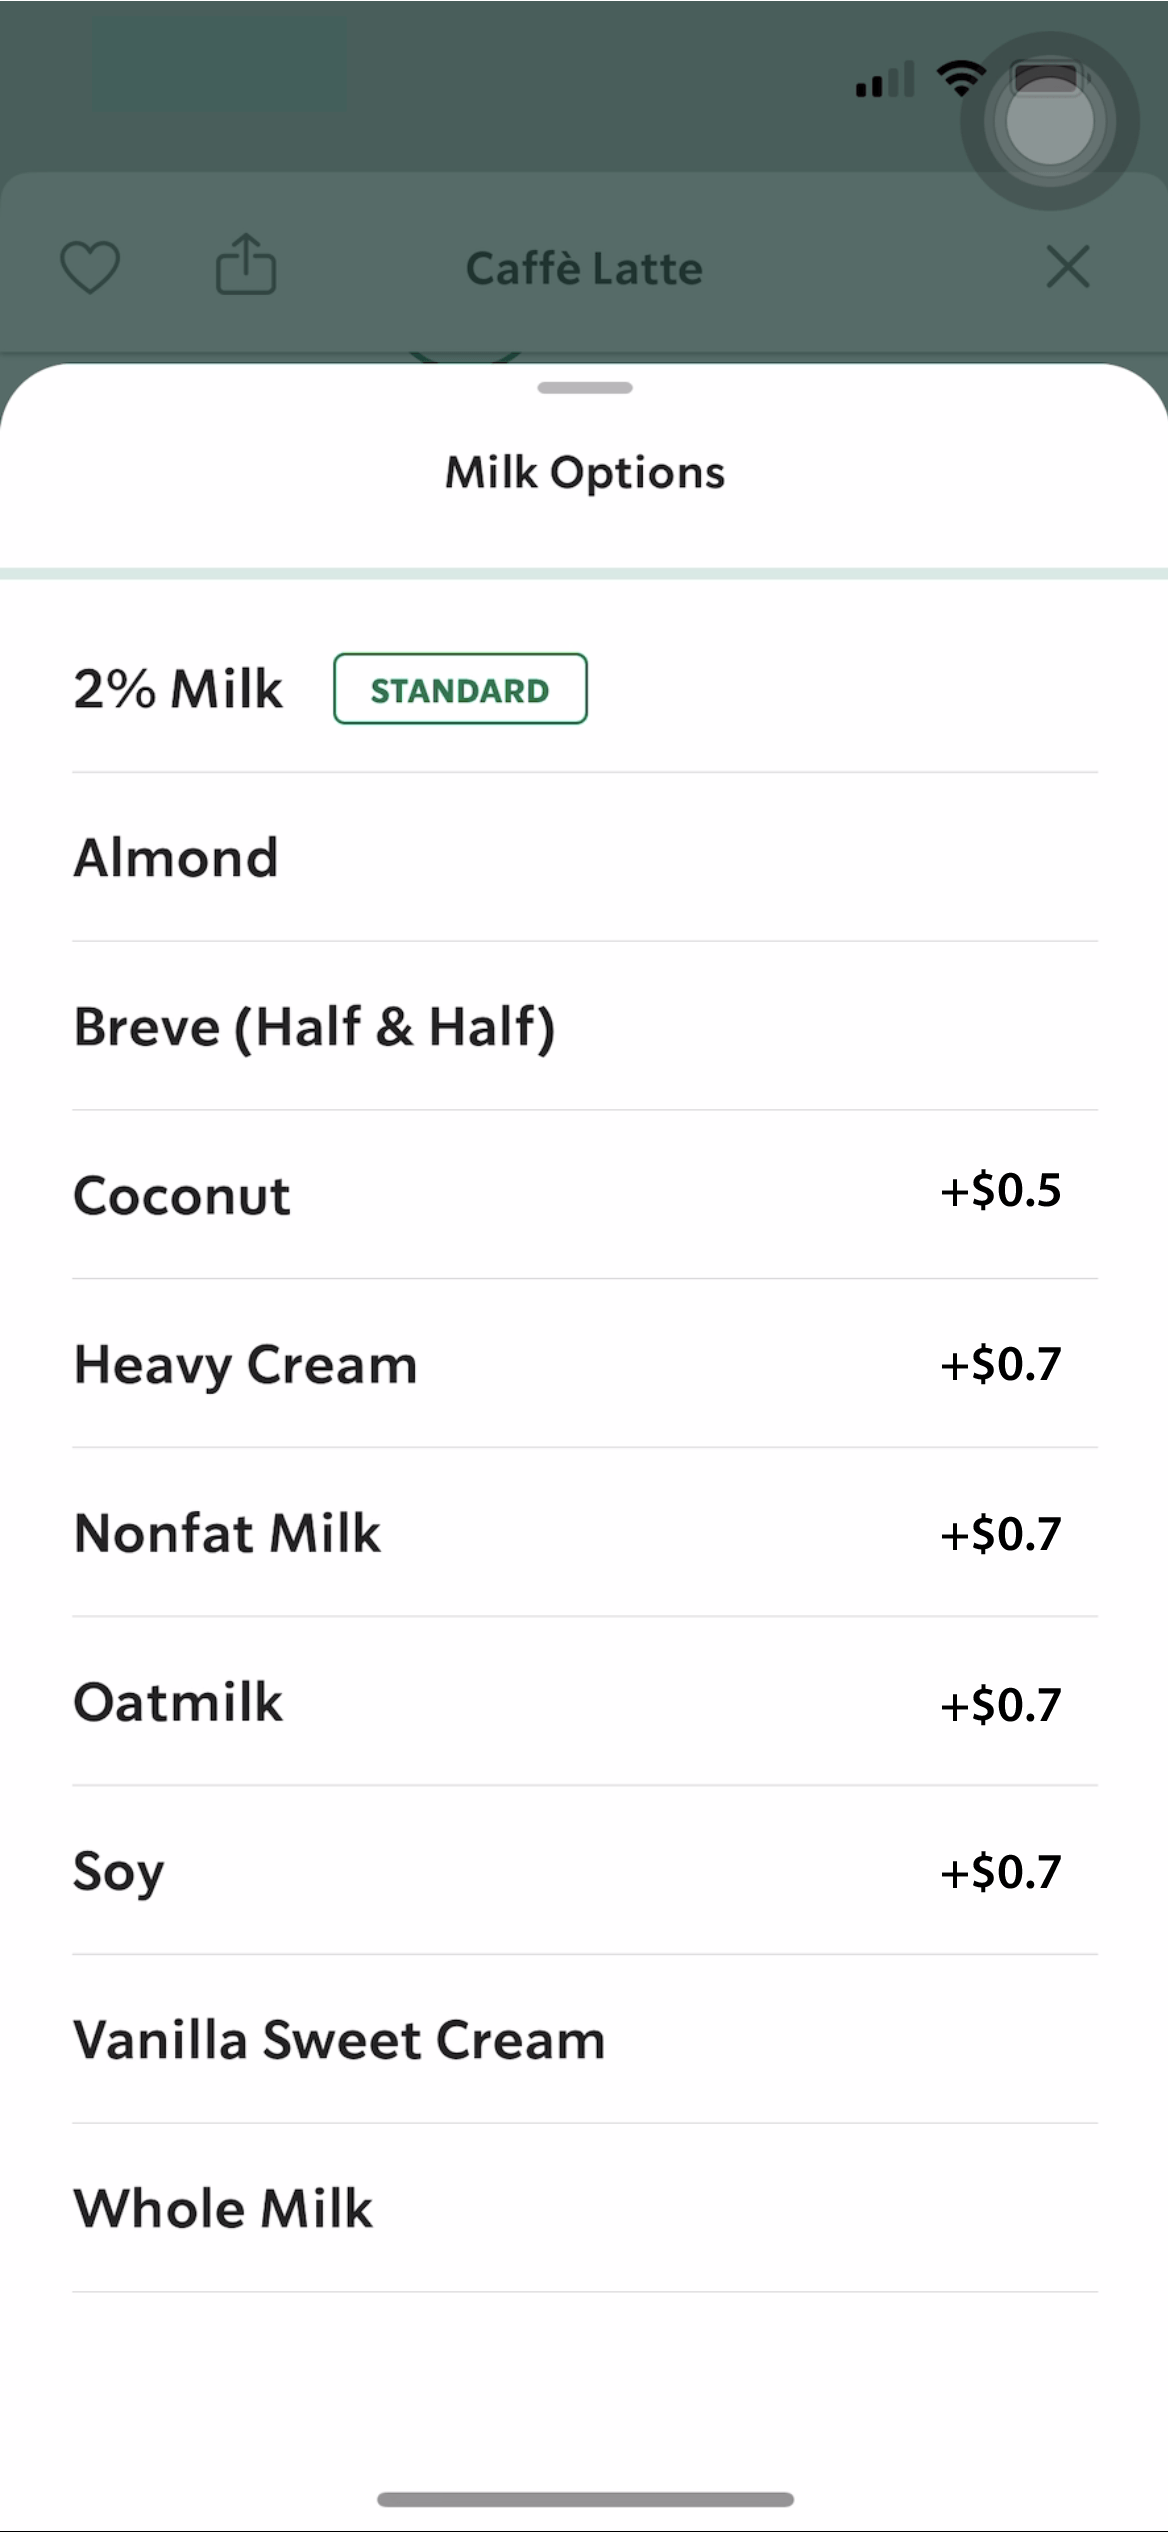 Caffè Latte
Milk Options
2% Milk STANDARD
Almond
Breve (Half & Half)
Coconut +$0.5
Heavy Cream +$0.7
Nonfat Milk +$0.7
Oatmilk +$0.7
Soy +$0.7
Vanilla Sweet Cream
Whole Milk